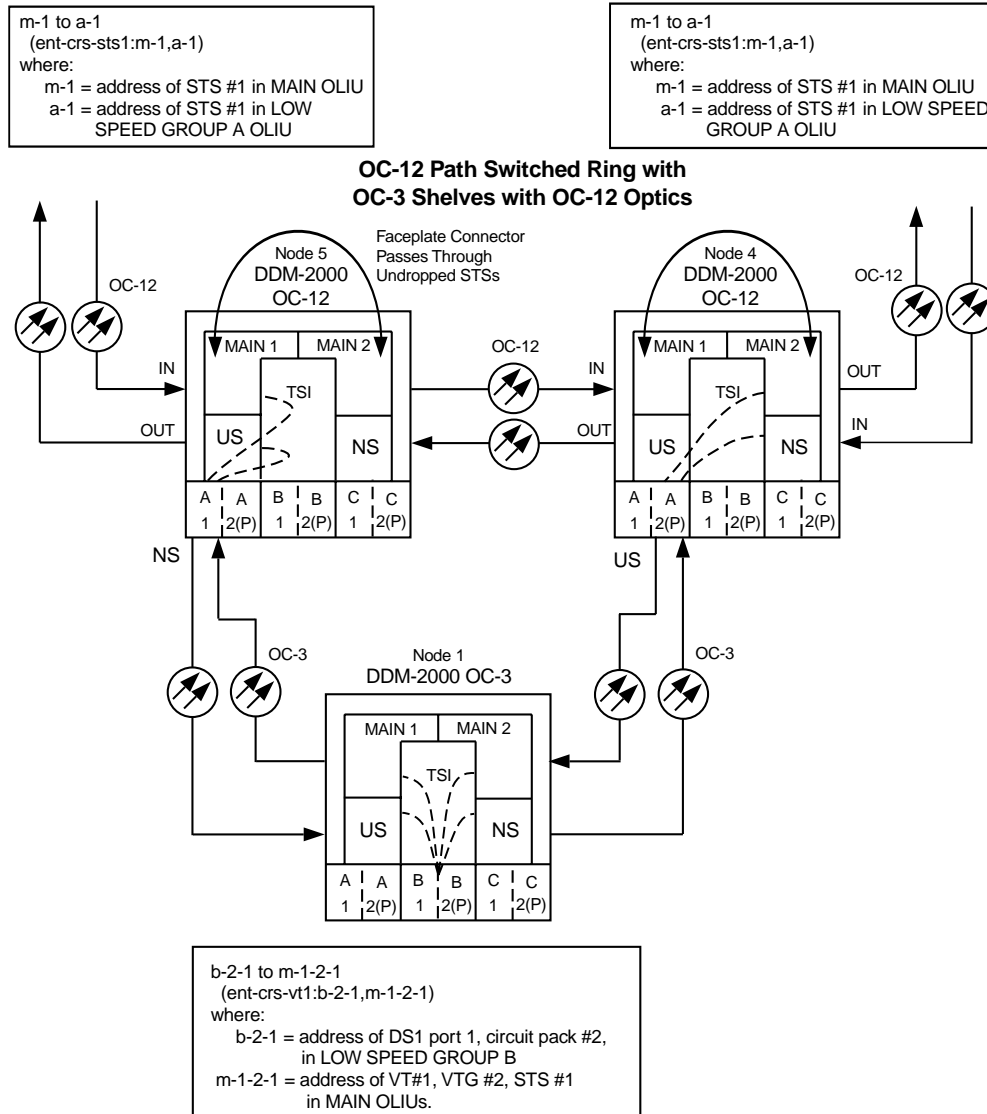 m-1 to a-1
(ent-crs-sts1:m-1,a-1)
where:
m-1 = address of STS #1 in MAIN OLIU
a-1 = address of STS #1 in LOW
SPEED GROUP A OLIU
m-1 to a-1
(ent-crs-sts1:m-1,a-1)
where:
m-1 = address of STS #1 in MAIN OLIU
a-1 = address of STS #1 in LOW SPEED
GROUP A OLIU
OC-12 Path Switched Ring with
OC-3 Shelves with OC-12 Optics
Faceplate Connector
Passes Through
Undropped STSs
Node 5
DDM-2000
OC-12
Node 4
DDM-2000
OC-12
OC-12
OC-12
OC-12
MAIN 1
MAIN 2
MAIN 1
MAIN 2
IN
IN
OUT
TSI
TSI
OUT
OUT
IN
US
NS
US
NS
A A B B C C
1 2(P) 1 2(P) 1 2(P)
A A B B C C
1 2(P) 1 2(P) 1 2(P)
NS
US
OC-3
OC-3
Node 1
DDM-2000 OC-3
MAIN 1
MAIN 2
TSI
US
NS
A A B B C C
1 2(P) 1 2(P) 1 2(P)
b-2-1 to m-1-2-1
(ent-crs-vt1:b-2-1,m-1-2-1)
where:
b-2-1 = address of DS1 port 1, circuit pack #2,
in LOW SPEED GROUP B
m-1-2-1 = address of VT#1, VTG #2, STS #1
in MAIN OLIUs.